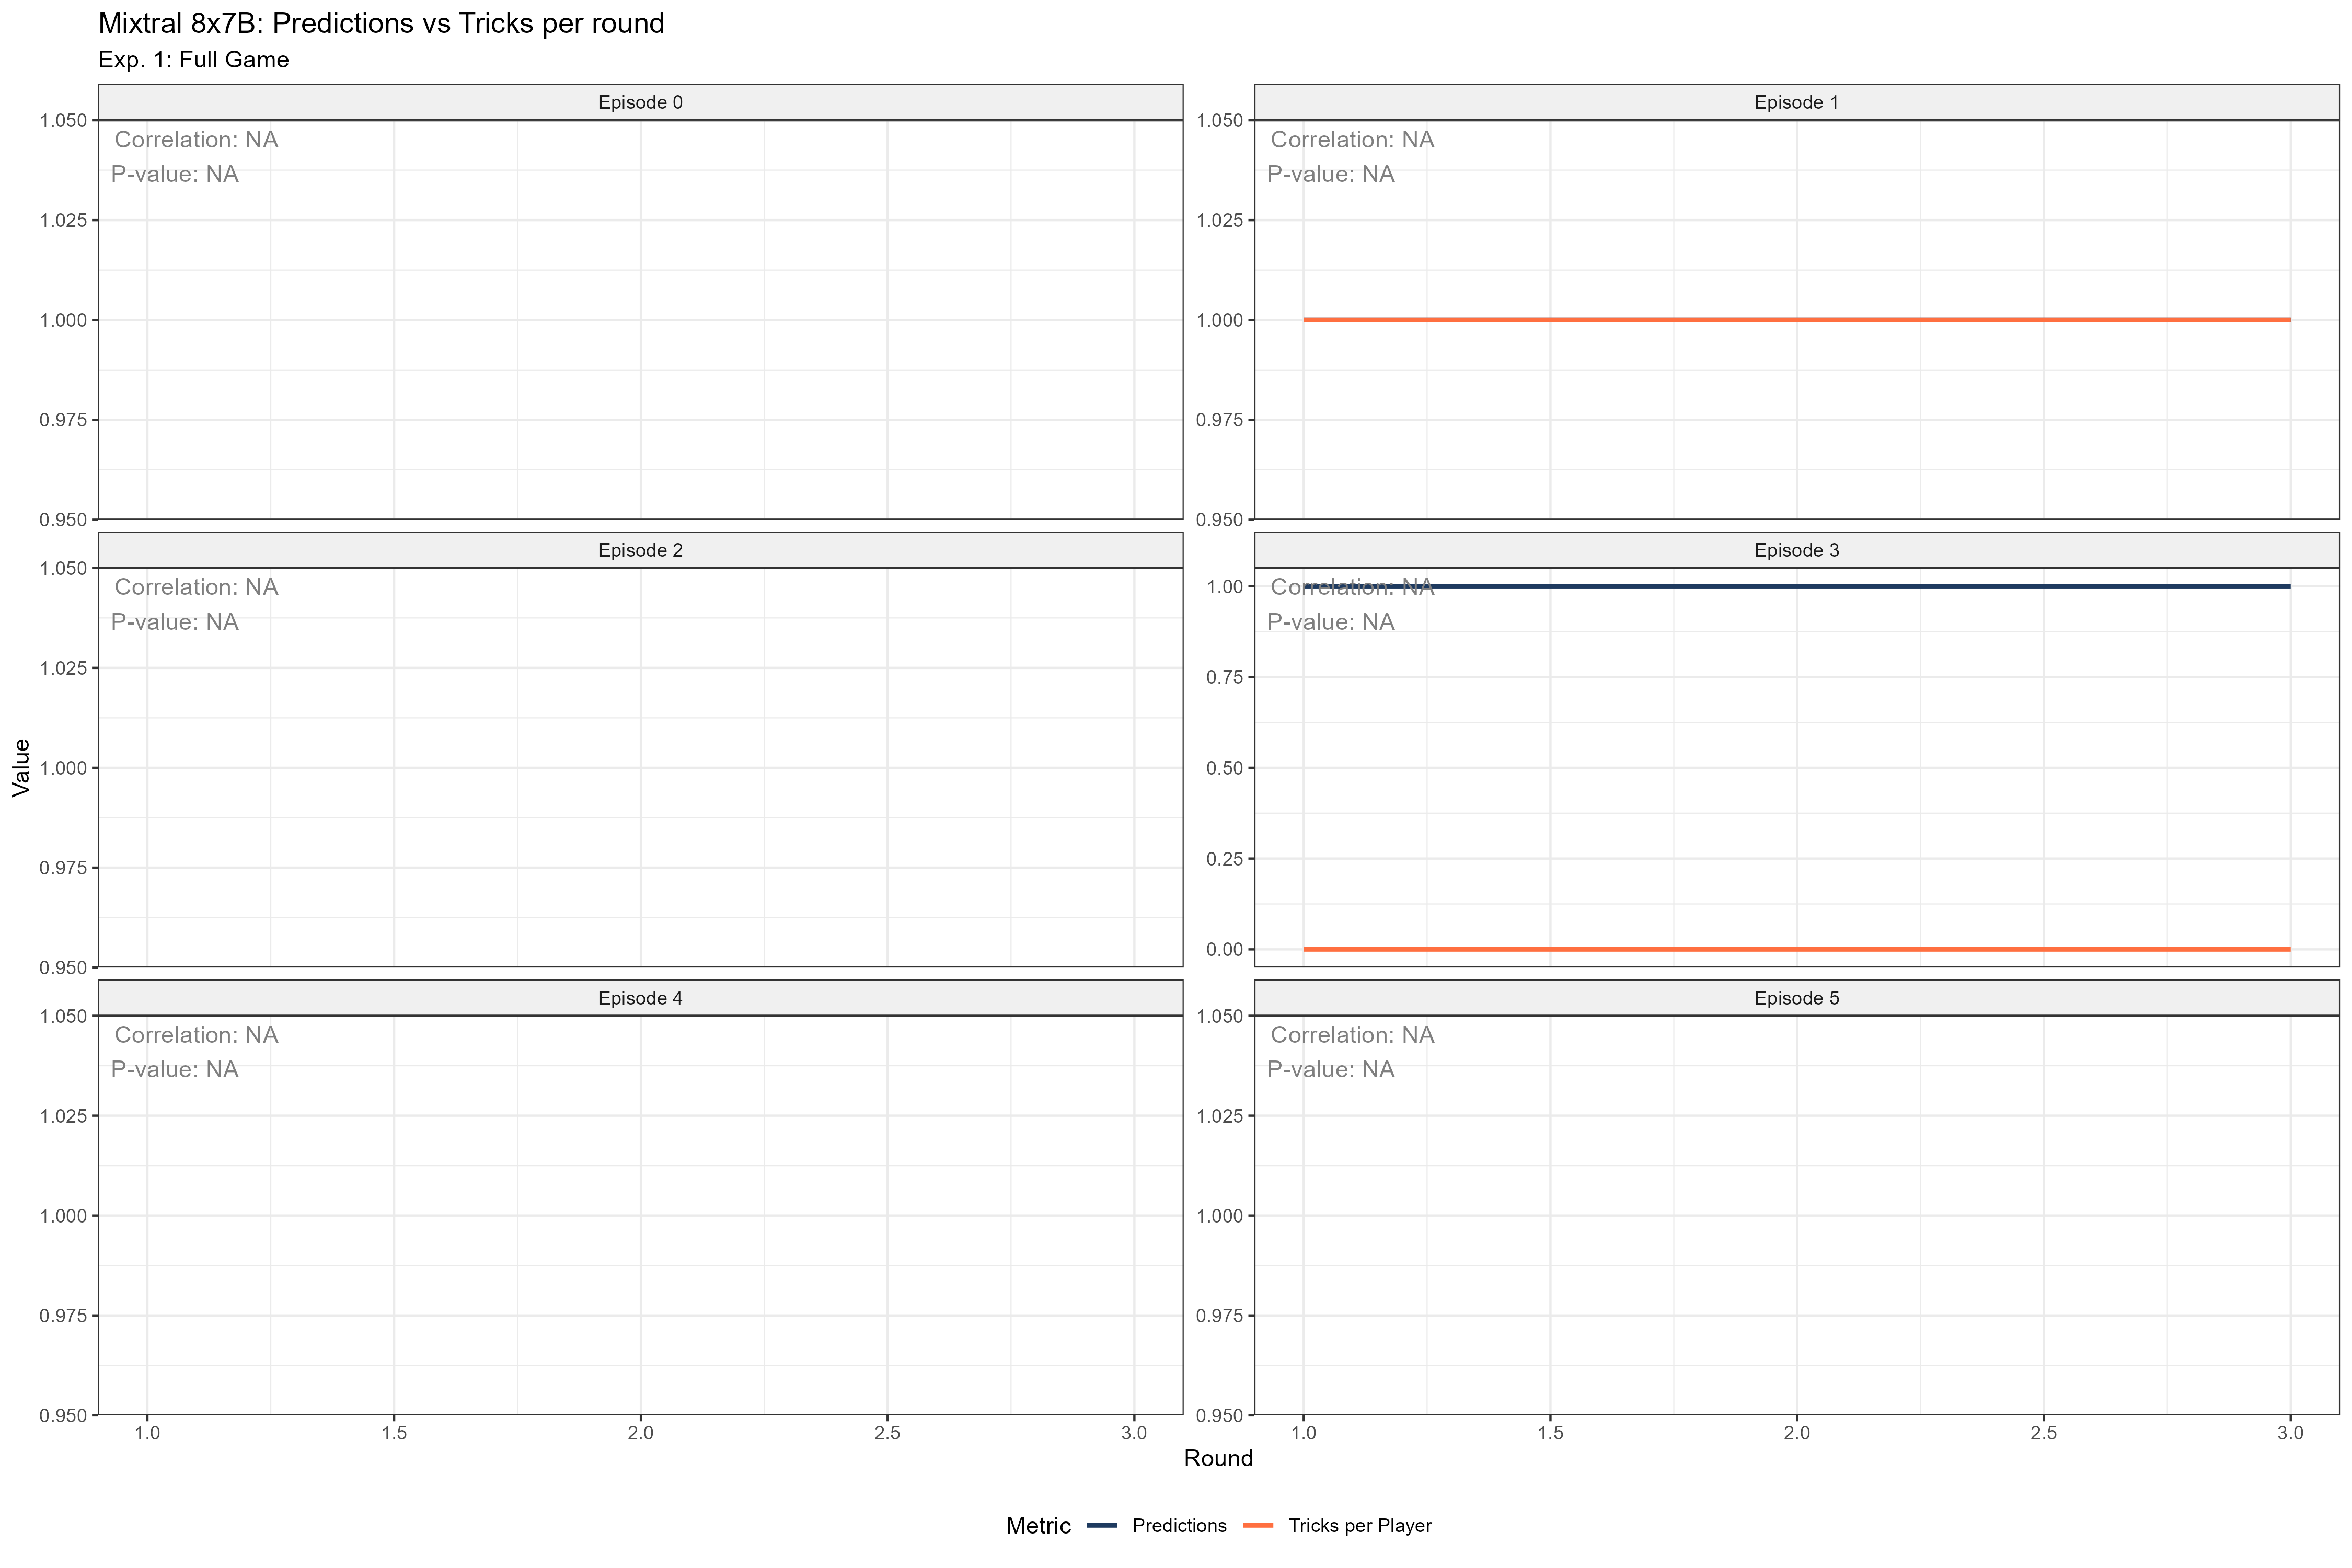 Mixtral 8x7B: Predictions vs Tricks per round
Exp. 1: Full Game
Episode 0
1.050
1.025
1.000
0.975
0.950
Correlation: NA
P-value: NA
Episode 1
1.050
1.025
1.000
0.975
0.950
Correlation: NA
P-value: NA
Episode 2
1.050
1.025
1.000
0.975
0.950
Correlation: NA
P-value: NA
Episode 3
1.00
0.75
0.50
0.25
0.00
Correlation: NA
P-value: NA
Episode 4
1.050
1.025
1.000
0.975
0.950
Correlation: NA
P-value: NA
1.0 1.5 2.0 2.5 3.0
Episode 5
1.050
1.025
1.000
0.975
0.950
Correlation: NA
P-value: NA
1.0 1.5 2.0 2.5 3.0
Value
Round
Metric Predictions Tricks per Player